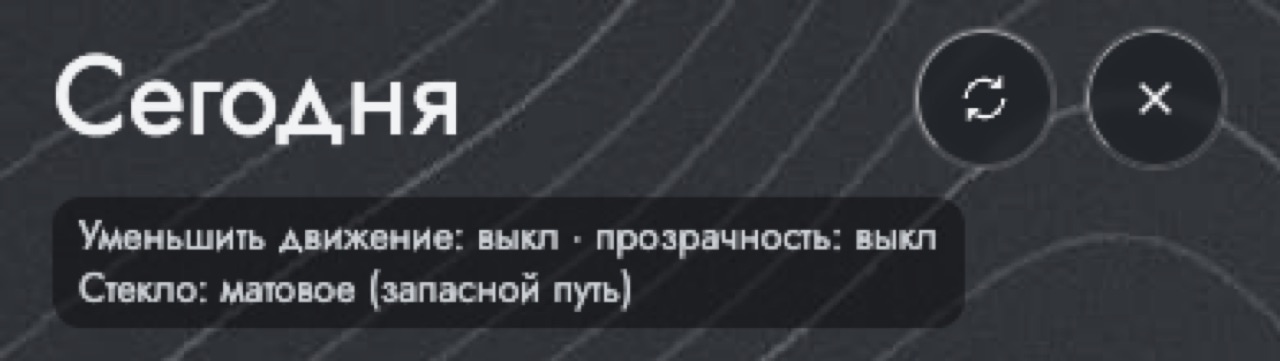 Сегодня
Уменьшить движение: выкл · прозрачность: выкл
Стекло: матовое (запасной путь)